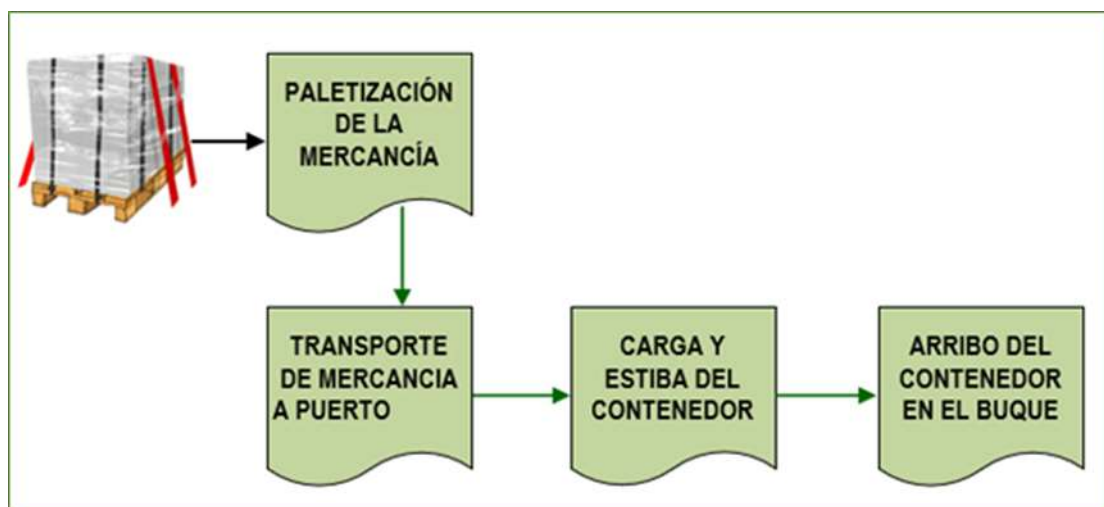 PALETIZACIÓN
DE LA
MERCANCÍA
TRANSPORTE
DE MERCANCIA
A PUERTO
CARGA Y
ESTIBA DEL
CONTENEDOR
ARRIBO DEL
CONTENEDOR
EN EL BUQUE